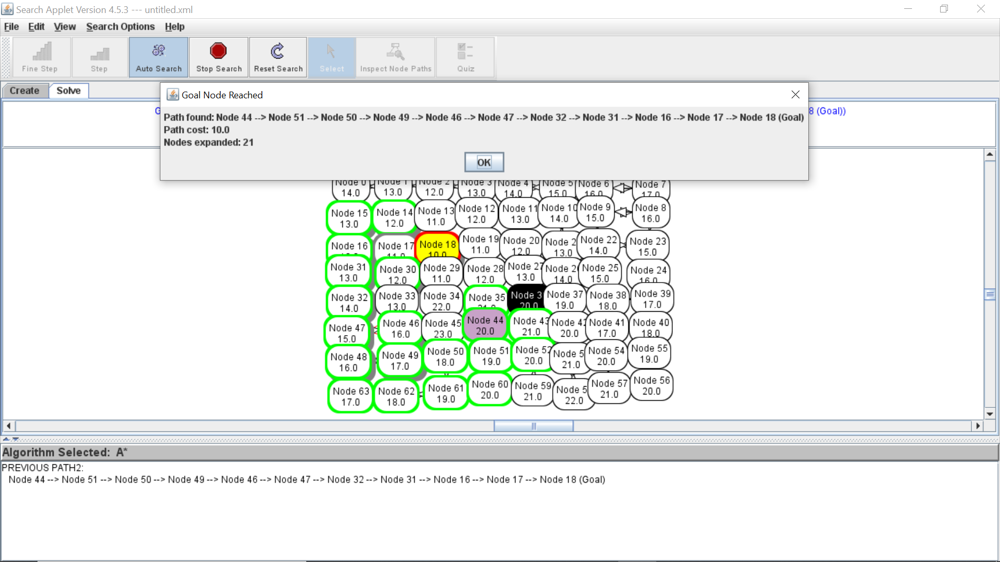 Search Applet Version 4.5.3 --- untitled.xml
File Edit View Search Options Help
Fine Step
Step
Auto Search
Stop Search
Reset Search
Select
Inspect Node Paths
Quiz
Create Solve
G
8 (Goal))
Goal Node Reached
Path found: Node 44 --> Node 51 --> Node 50 --> Node 49 --> Node 46 --> Node 47 --> Node 32 --> Node 31 --> Node 16 --> Node 17 --> Node 18 (Goal)
Path cost: 10.0
Nodes expanded: 21
OK
Node 0 Node 1 Node 2 Node 3 Node 4 Node 5 Node 6 Node 7
14.0 13.0 12.0 13.0 14.0 15.0 16.0 17.0
Node 15 Node 14 Node 13 Node 12 Node 11 Node 10 Node 9 Node 8
13.0 12.0 11.0 12.0 13.0 14.0 15.0 16.0
Node 16 Node 17 Node 18 Node 19 Node 20 Node 2 Node 22 Node 23
11.0 10.0 11.0 12.0 13.0 14.0 15.0
Node 31 Node 30 Node 29 Node 28 Node 27 Node 2 Node 25 Node 24
13.0 12.0 11.0 12.0 13.0 14.0 15.0 16.0
Node 32 Node 33 Node 34 Node 35 Node 3 Node 37 Node 38 Node 39
14.0 13.0 22.0 21.0 20.0 19.0 18.0 17.0
Node 47 Node 46 Node 45 Node 44 Node 43 Node 42 Node 41 Node 40
15.0 16.0 23.0 20.0 21.0 20.0 17.0 18.0
Node 48 Node 49 Node 50 Node 51 Node 52 Node 5 Node 54 Node 55
16.0 17.0 18.0 19.0 20.0 21.0 20.0 19.0
Node 63 Node 62 Node 61 Node 60 Node 59 Node 5 Node 57 Node 56
17.0 18.0 19.0 20.0 21.0 22.0 21.0 20.0
Algorithm Selected: A*
PREVIOUS PATH2:
Node 44 --> Node 51 --> Node 50 --> Node 49 --> Node 46 --> Node 47 --> Node 32 --> Node 31 --> Node 16 --> Node 17 --> Node 18 (Goal)